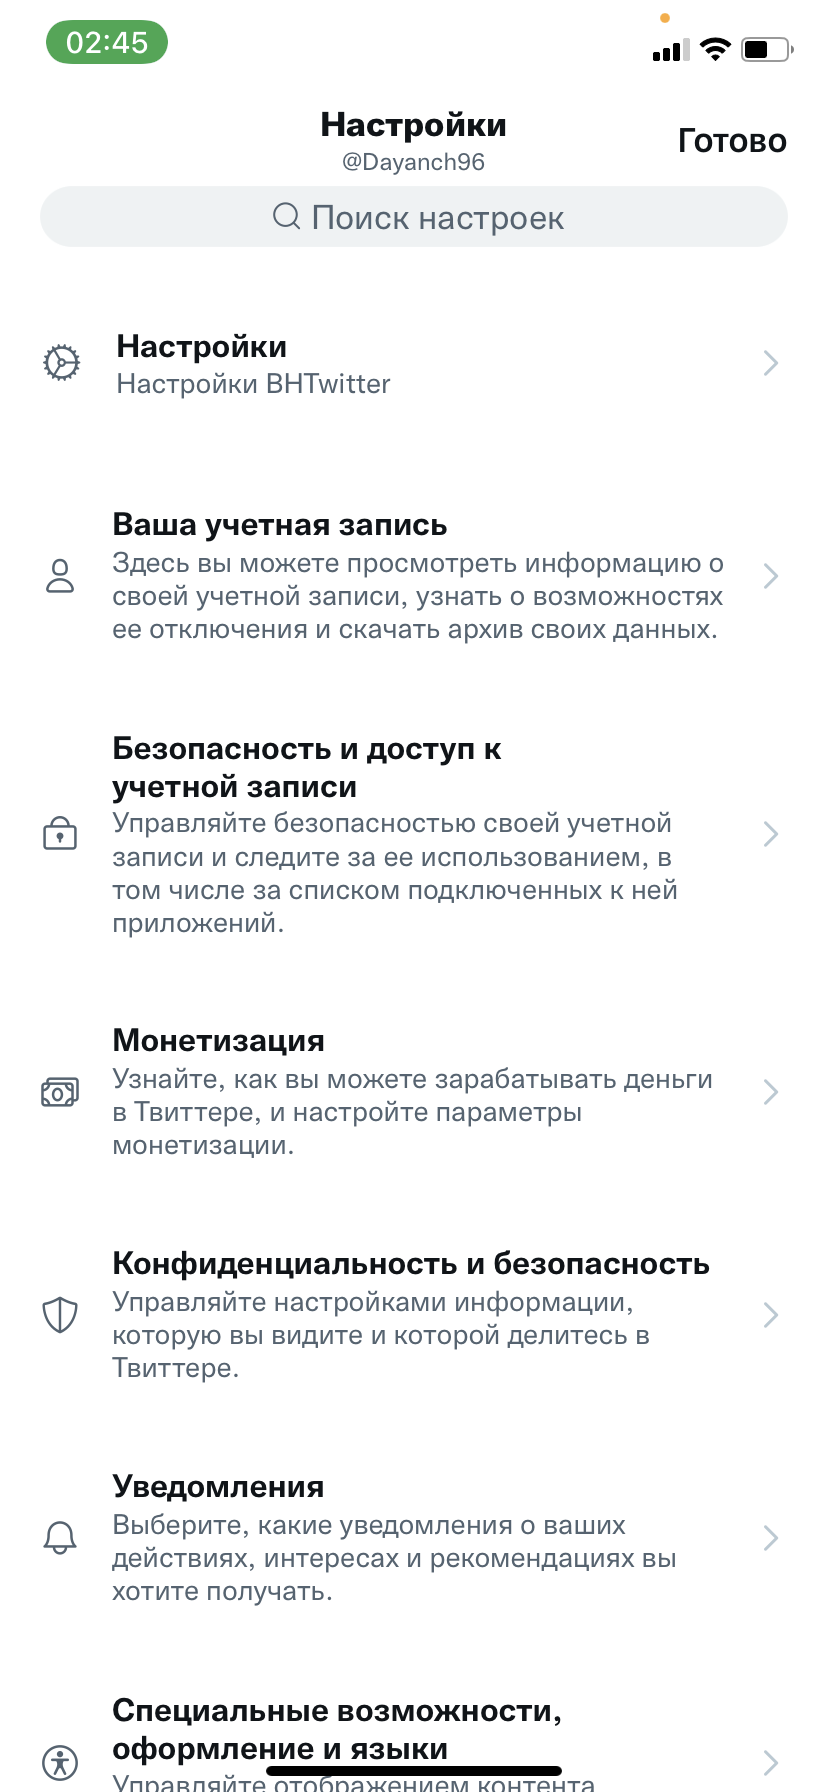 02:45
Настройки
@Dayanch96
Готово
Поиск настроек
Настройки
Настройки BHTwitter
Ваша учетная запись
Здесь вы можете просмотреть информацию о
своей учетной записи, узнать о возможностях
ее отключения и скачать архив своих данных.
Безопасность и доступ к
учетной записи
Управляйте безопасностью своей учетной
записи и следите за ее использованием, в
том числе за списком подключенных к ней
приложений.
Монетизация
Узнайте, как вы можете зарабатывать деньги
в Твиттере, и настройте параметры
монетизации.
Конфиденциальность и безопасность
Управляйте настройками информации,
которую вы видите и которой делитесь в
Твиттере.
Уведомления
Выберите, какие уведомления о ваших
действиях, интересах и рекомендациях вы
хотите получать.
Специальные возможности,
оформление и языки
Управляйте отображением контента